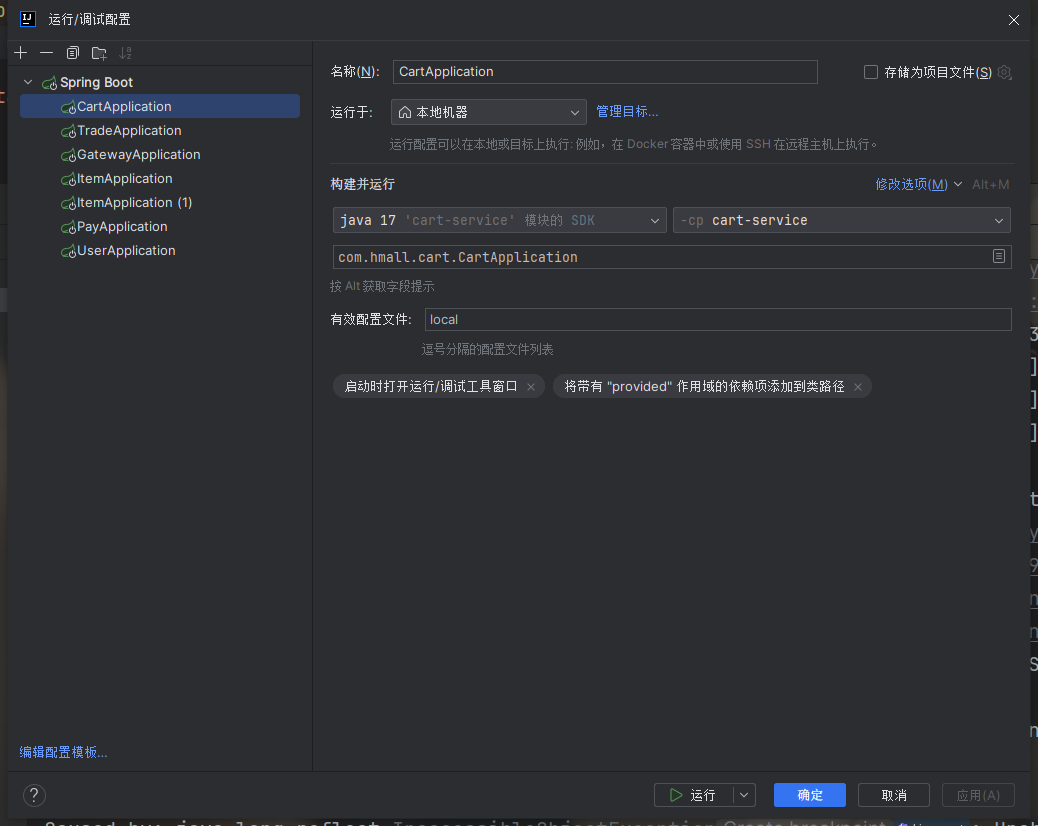 运行/调试配置
Spring Boot
CartApplication
TradeApplication
GatewayApplication
ItemApplication
ItemApplication (1)
PayApplication
UserApplication
编辑配置模板...
名称(N):
CartApplication
存储为项目文件(S)
运行于:
本地机器
管理目标...
运行配置可以在本地或目标上执行: 例如，在 Docker 容器中或使用 SSH 在远程主机上执行。
构建并运行
修改选项(M)
Alt+M
java 17 'cart-service' 模块的 SDK
-cp cart-service
com.hmall.cart.CartApplication
按 Alt 获取字段提示
有效配置文件:
local
逗号分隔的配置文件列表
启动时打开运行/调试工具窗口
将带有 "provided" 作用域的依赖项添加到类路径
?
运行
确定
取消
应用(A)